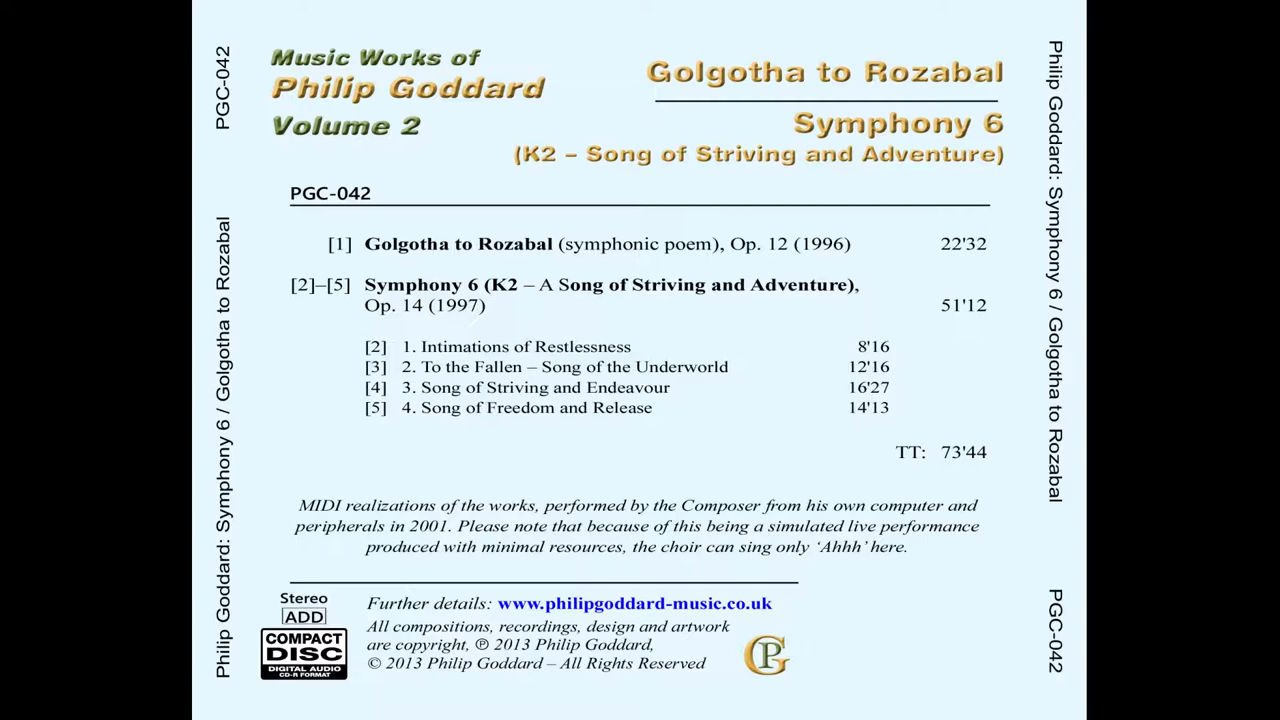 PGC-042
Philip Goddard: Symphony 6 / Golgotha to Rozabal
Music Works of
Philip Goddard
Volume 2
Golgotha to Rozabal
Symphony 6
(K2 – Song of Striving and Adventure)
PGC-042
[1] Golgotha to Rozabal (symphonic poem), Op. 12 (1996) 22'32
[2]–[5] Symphony 6 (K2 – A Song of Striving and Adventure),
Op. 14 (1997) 51'12
[2] 1. Intimations of Restlessness 8'16
[3] 2. To the Fallen – Song of the Underworld 12'16
[4] 3. Song of Striving and Endeavour 16'27
[5] 4. Song of Freedom and Release 14'13
TT: 73'44
MIDI realizations of the works, performed by the Composer from his own computer and
peripherals in 2001. Please note that because of this being a simulated live performance
produced with minimal resources, the choir can sing only ‘Ahhh’ here.
Stereo
ADD
COMPACT
DISC
DIGITAL AUDIO
CD-R FORMAT
Further details: www.philipgoddard-music.co.uk
All compositions, recordings, design and artwork
are copyright, ℗ 2013 Philip Goddard,
© 2013 Philip Goddard – All Rights Reserved
PG
Philip Goddard: Symphony 6 / Golgotha to Rozabal
PGC-042